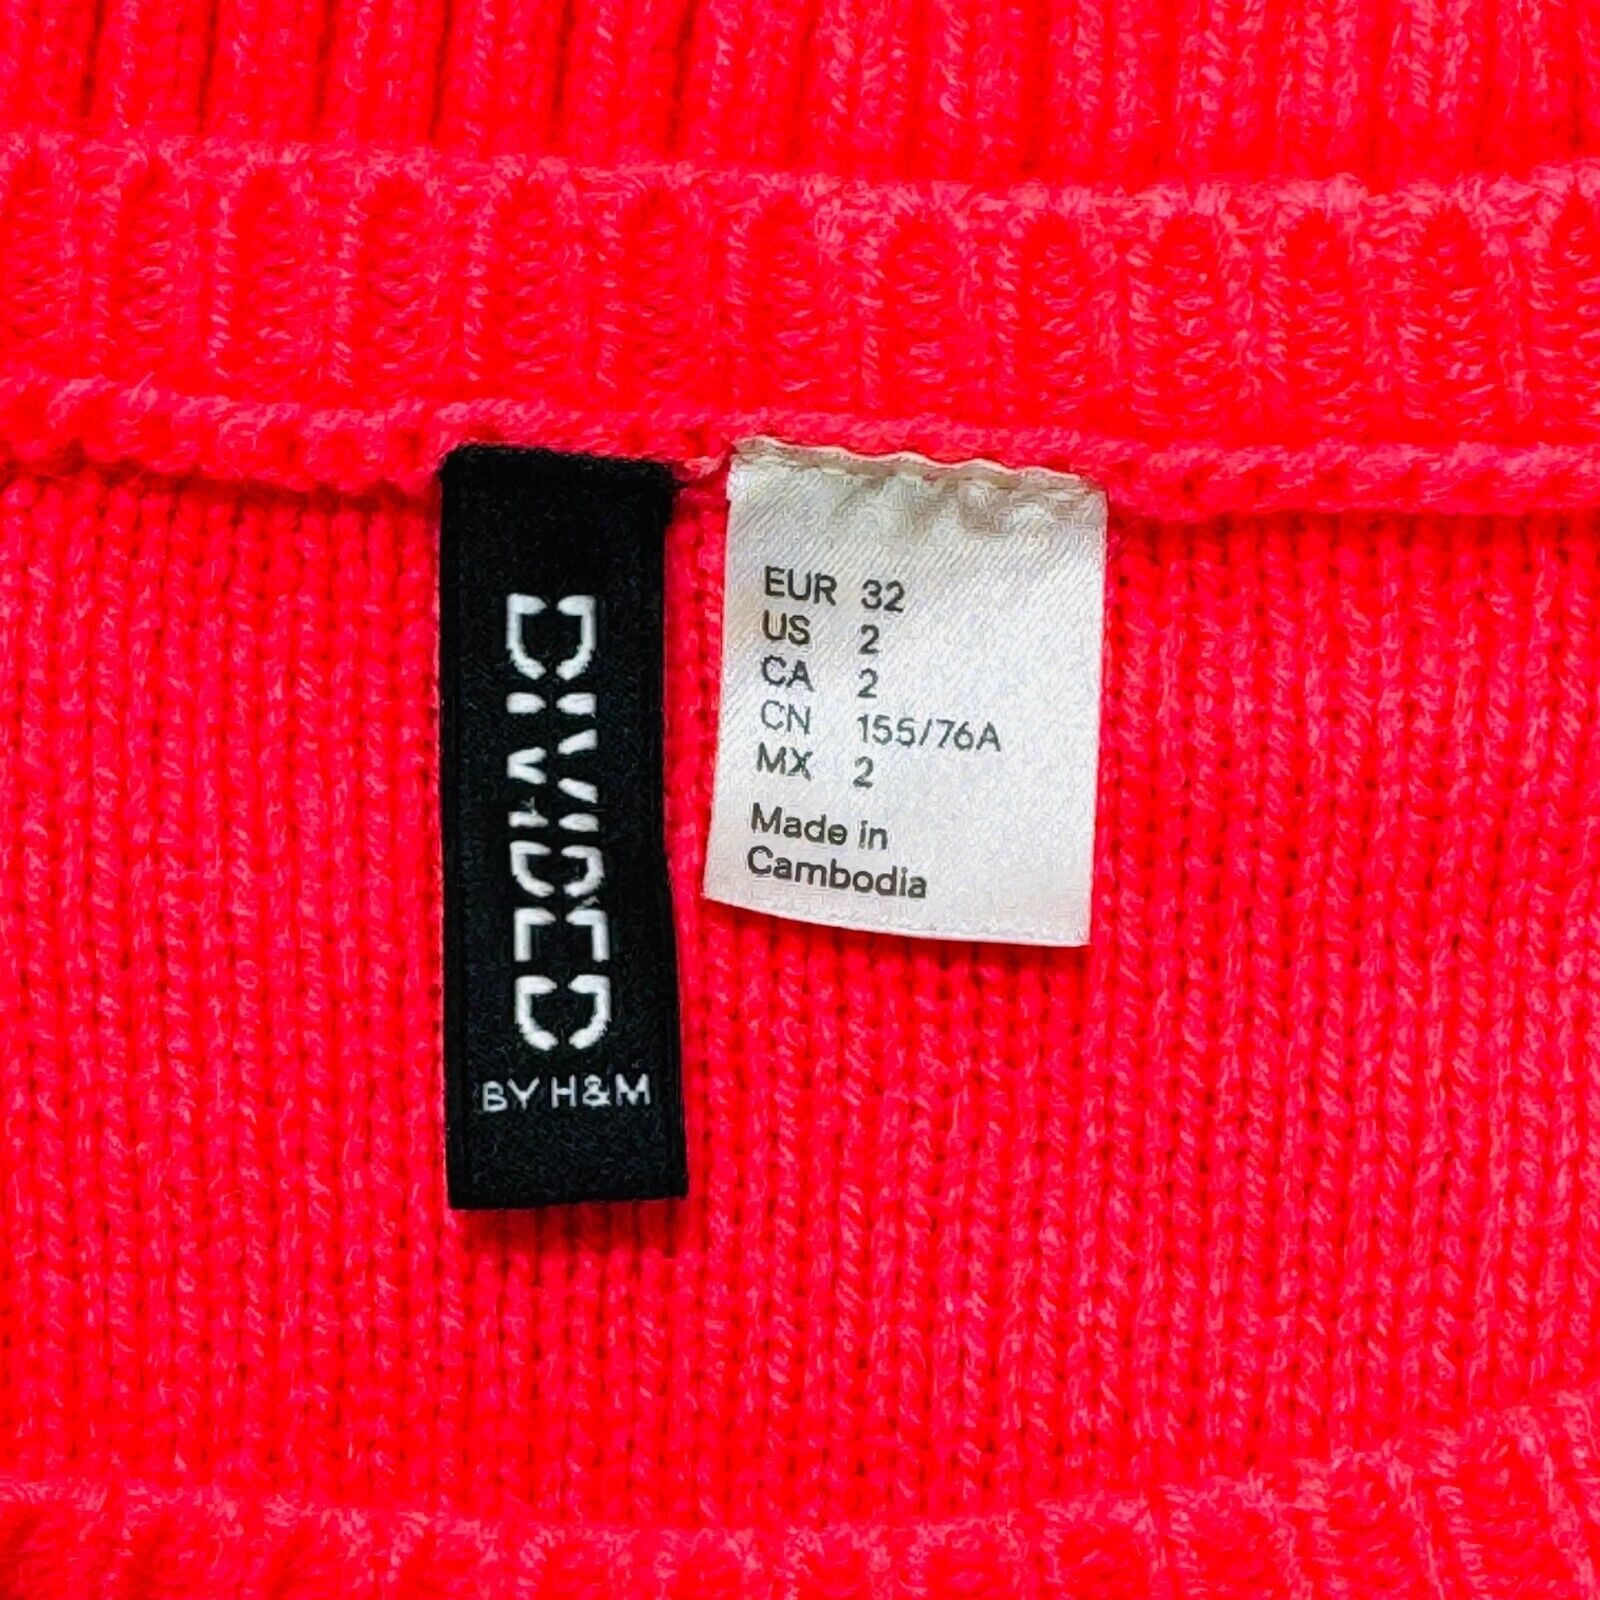 DIVIDED
BY H&M
EUR 32
US 2
CA 2
CN 155/76A
MX 2
Made in
Cambodia